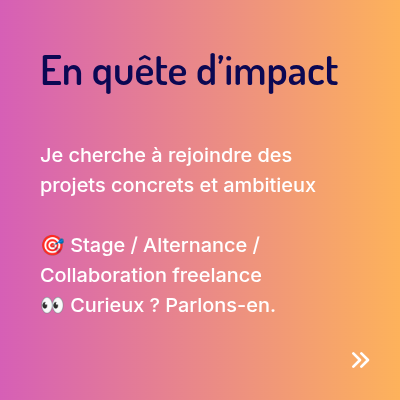 En quête d’impact
Je cherche à rejoindre des
projets concrets et ambitieux
🎯 Stage / Alternance /
Collaboration freelance
👀 Curieux ? Parlons-en.